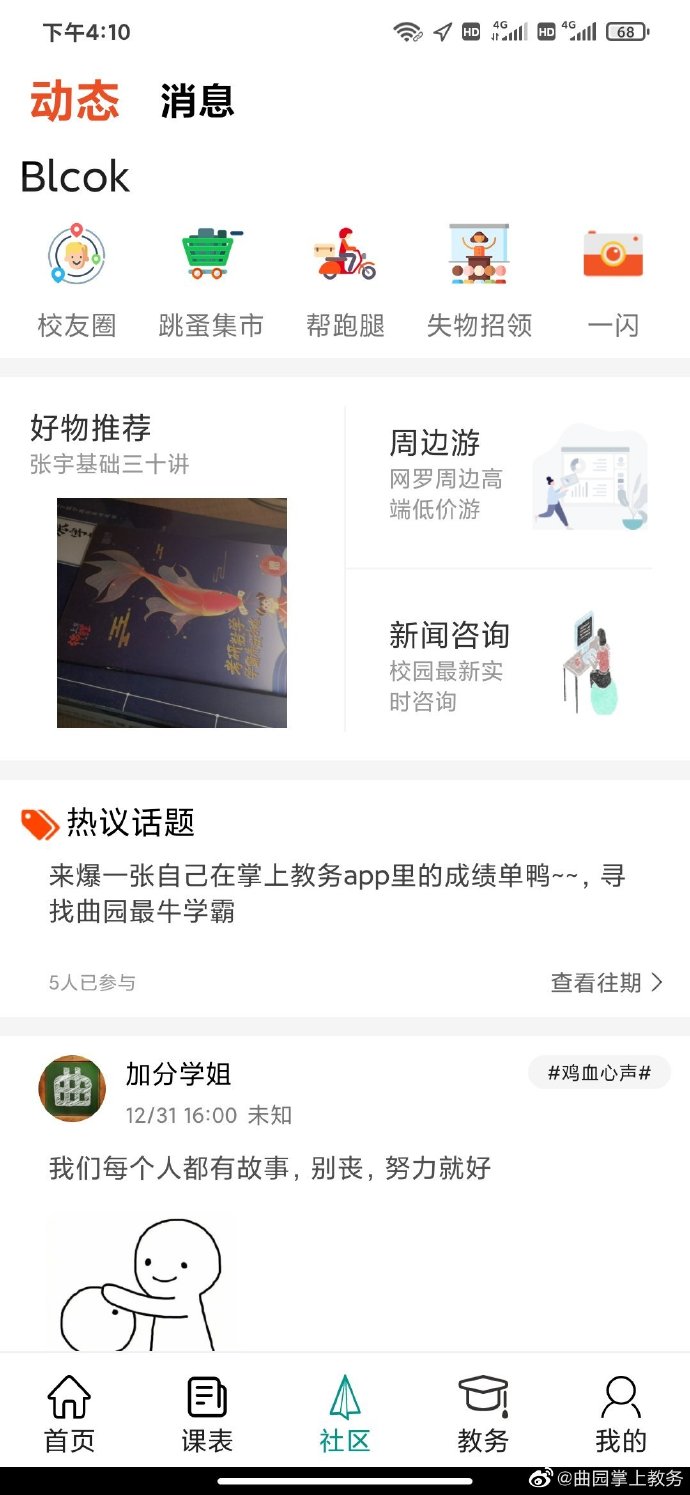 下午4:10
HD 4G HD 4G 68
动态 消息
Blcok
校友圈 跳蚤集市 帮跑腿 失物招领 一闪
好物推荐
张宇基础三十讲
考研数学
周边游
网罗周边高
端低价游
新闻咨询
校园最新实
时咨询
热议话题
来爆一张自己在掌上教务app里的成绩单鸭~~，寻
找曲园最牛学霸
5人已参与
查看往期
曲
加分学姐
#鸡血心声#
12/31 16:00 未知
我们每个人都有故事，别丧，努力就好
首页 课表 社区 教务 我的
@曲园掌上教务